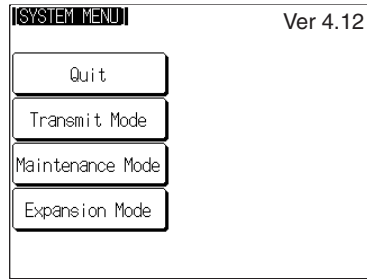 [SYSTEM MENU] Ver 4.12
Quit
Transmit Mode
Maintenance Mode
Expansion Mode